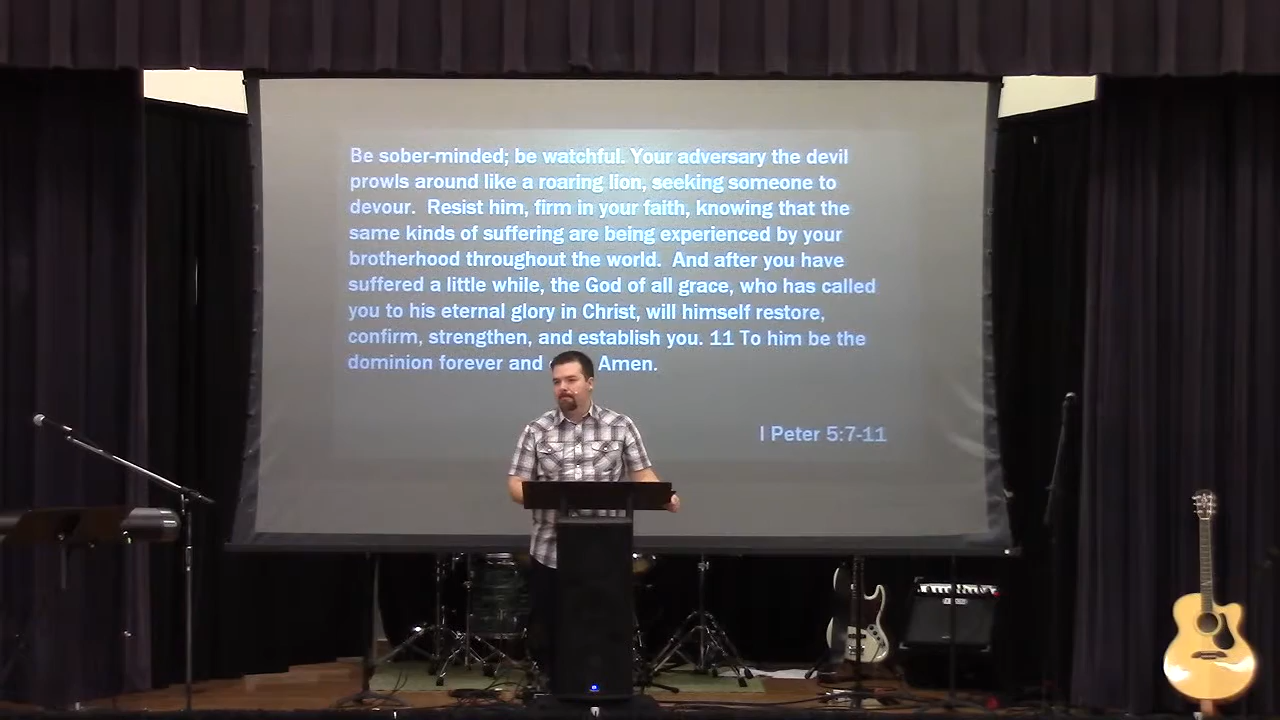 Be sober-minded; be watchful. Your adversary the devil
prowls around like a roaring lion, seeking someone to
devour.  Resist him, firm in your faith, knowing that the
same kinds of suffering are being experienced by your
brotherhood throughout the world.  And after you have
suffered a little while, the God of all grace, who has called
you to his eternal glory in Christ, will himself restore,
confirm, strengthen, and establish you. 11 To him be the
dominion forever and Amen.
I Peter 5:7-11